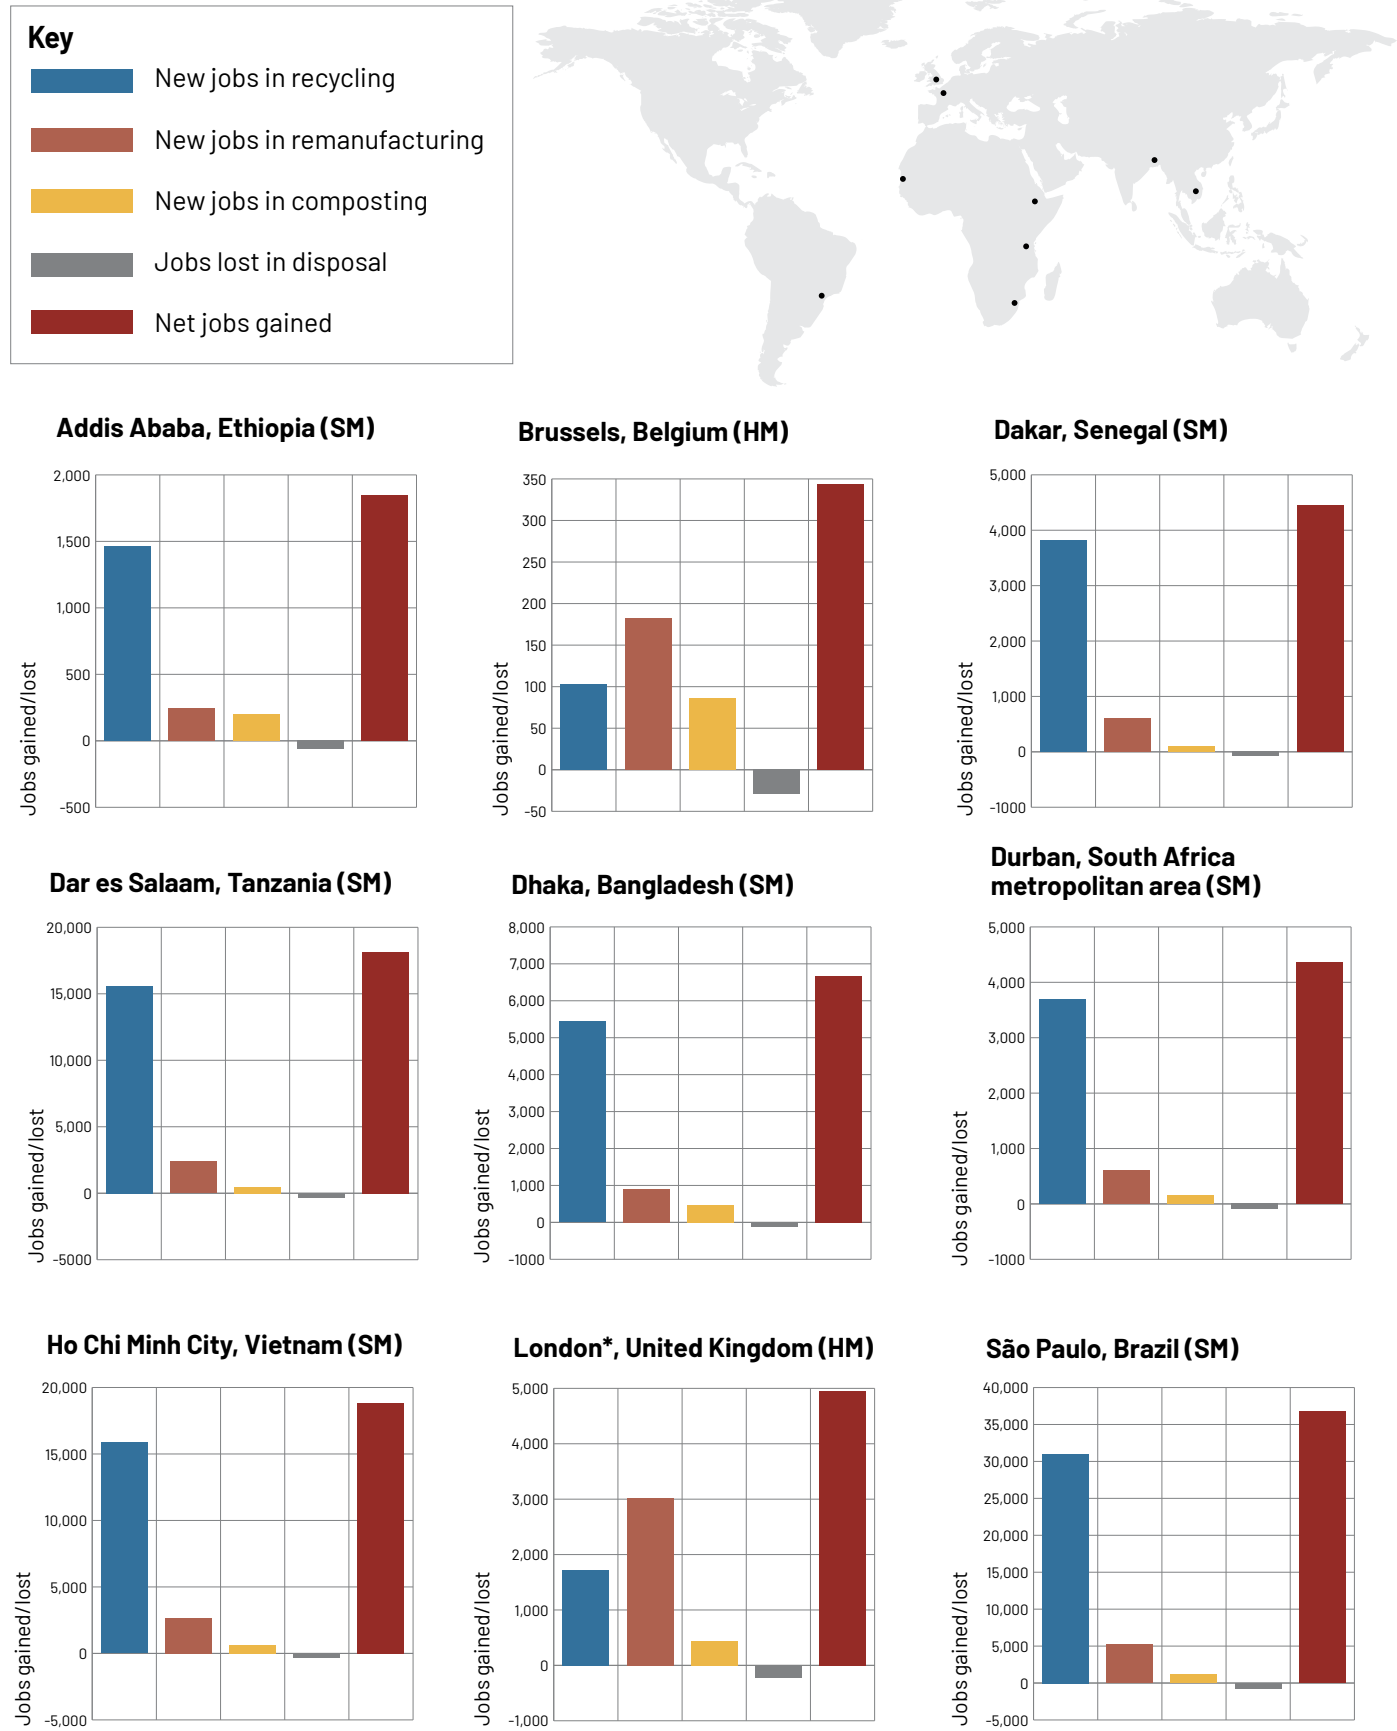 Key
New jobs in recycling
New jobs in remanufacturing
New jobs in composting
Jobs lost in disposal
Net jobs gained
Addis Ababa, Ethiopia (SM)
2,000
1,500
1,000
500
0
-500
Jobs gained/lost
Brussels, Belgium (HM)
350
300
250
200
150
100
50
0
-50
Jobs gained/lost
Dakar, Senegal (SM)
5,000
4,000
3,000
2,000
1,000
0
-1000
Jobs gained/lost
Dar es Salaam, Tanzania (SM)
20,000
15,000
10,000
5,000
0
-5000
Jobs gained/lost
Dhaka, Bangladesh (SM)
8,000
7,000
6,000
5,000
4,000
3,000
2,000
1,000
0
-1000
Jobs gained/lost
Durban, South Africa
metropolitan area (SM)
5,000
4,000
3,000
2,000
1,000
0
-1000
Jobs gained/lost
Ho Chi Minh City, Vietnam (SM)
20,000
15,000
10,000
5,000
0
-5,000
Jobs gained/lost
London*, United Kingdom (HM)
5,000
4,000
3,000
2,000
1,000
0
-1,000
Jobs gained/lost
São Paulo, Brazil (SM)
40,000
35,000
30,000
25,000
20,000
15,000
10,000
5,000
0
-5,000
Jobs gained/lost